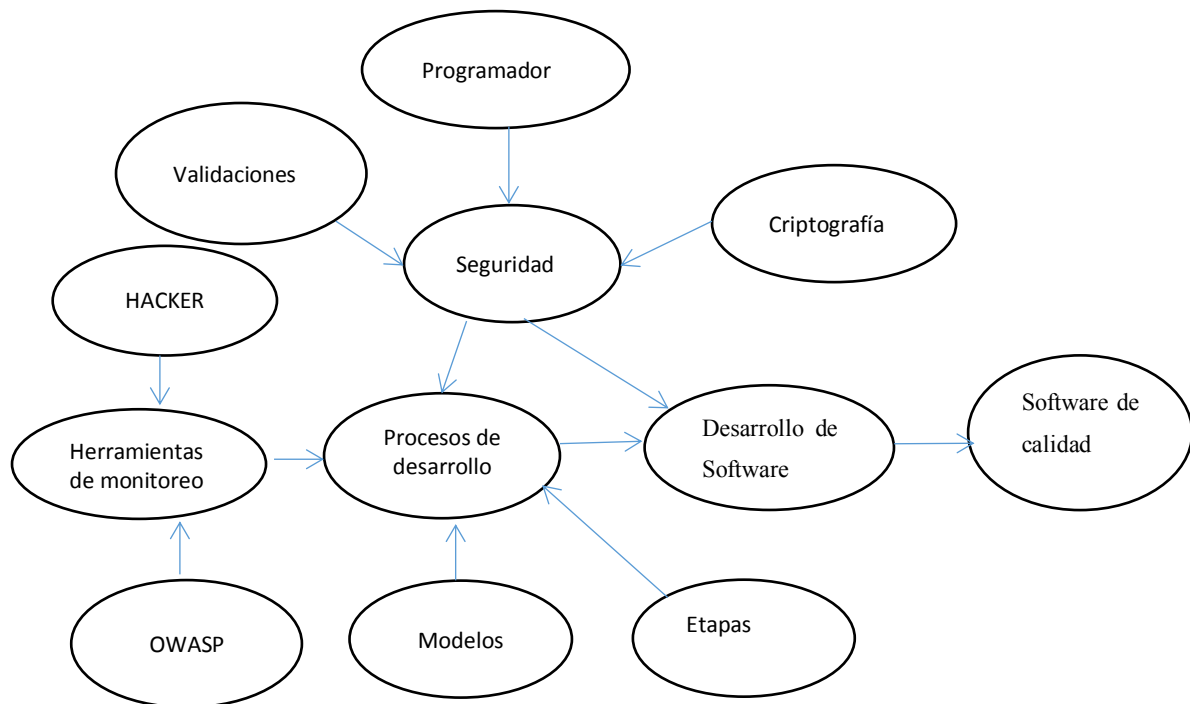 Programador
Validaciones
Criptografía
Seguridad
HACKER
Herramientas
de monitoreo
Procesos de
desarrollo
Desarrollo de
Software
Software de
calidad
OWASP
Modelos
Etapas